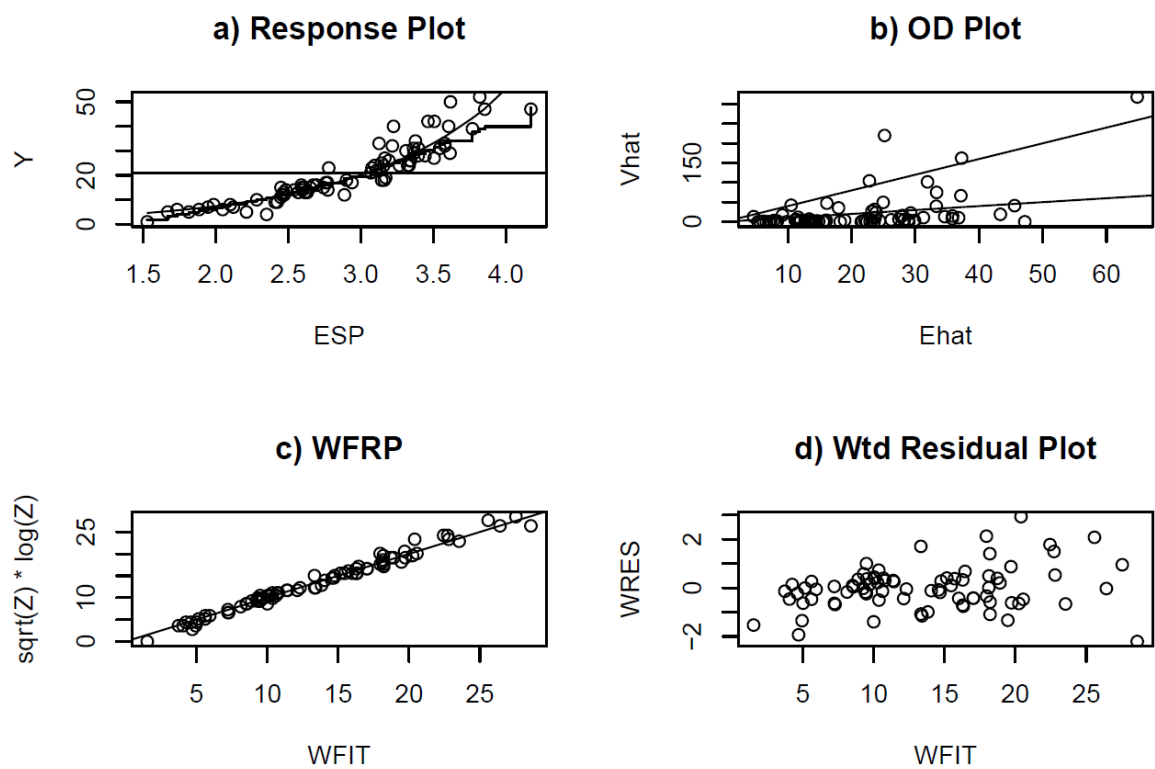 a) Response Plot
Y
0 20 50
1.5 2.0 2.5 3.0 3.5 4.0
ESP
b) OD Plot
Vhat
0 150
10 20 30 40 50 60
Ehat
c) WFRP
sqrt(Z) * log(Z)
0 10 25
5 10 15 20 25
WFIT
d) Wtd Residual Plot
WRES
−2 0 2
5 10 15 20 25
WFIT